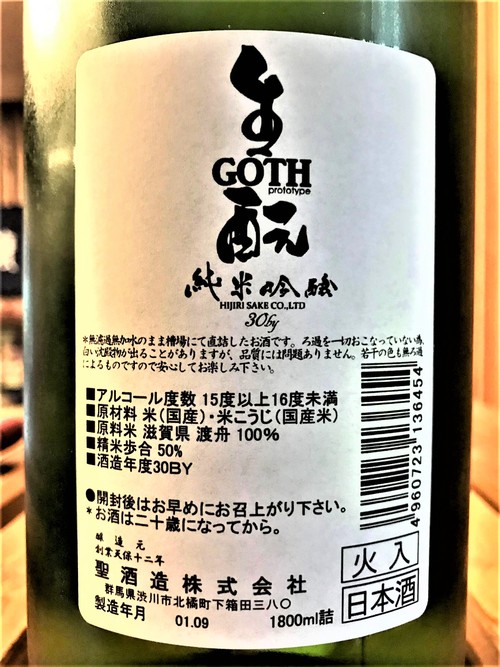 生
GOTH
prototype
酛
純米吟醸
HIJIRI SAKE CO.,LTD
30by
*無濾過無加水のまま槽場にて直詰したお酒です。ろ過を一切おこなっていない為、
白い沈殿物が出ることがありますが、品質には問題ありません。若干の色も無ろ過
によるものですので安心してお楽しみ下さい。
■アルコール度数 15度以上16度未満
■原材料 米(国産)・米こうじ(国産米)
■原料米 滋賀県 渡舟 100%
■精米歩合 50%
■酒造年度30BY
●開封後はお早めにお召上がり下さい。
*お酒は二十歳になってから。
醸造元
創業天保十二年
聖酒造株式会社
群馬県渋川市北橘町下箱田三八〇
製造年月 01.09 1800ml詰
4 960723 136454
火入
日本酒